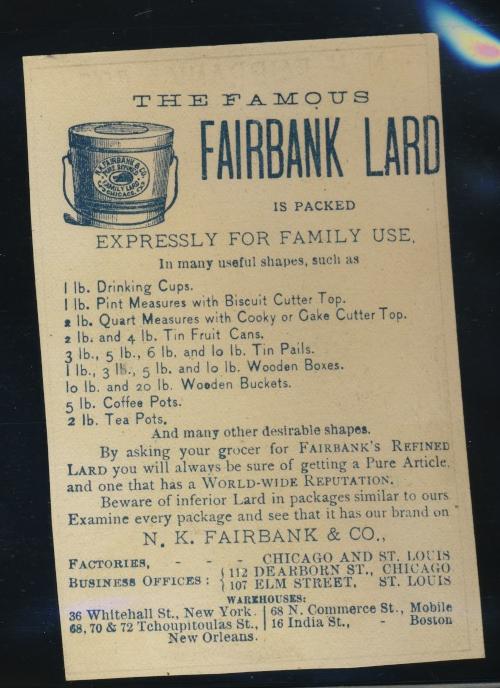 THE FAMOUS
FAIRBANK LARD
N.K. FAIRBANK & CO.
PURE REFINED
FAMILY LARD
CHICAGO.
IS PACKED
EXPRESSLY FOR FAMILY USE,
In many useful shapes, such as
1 lb. Drinking Cups.
1 lb. Pint Measures with Biscuit Cutter Top.
2 lb. Quart Measures with Cooky or Cake Cutter Top.
2 lb. and 4 lb. Tin Fruit Cans.
3 lb., 5 lb., 6 lb. and 10 lb. Tin Pails.
1 lb., 3 lb., 5 lb. and 10 lb. Wooden Boxes.
10 lb. and 20 lb. Wooden Buckets.
5 lb. Coffee Pots.
2 lb. Tea Pots,
And many other desirable shapes.
By asking your grocer for FAIRBANK'S REFINED
LARD you will always be sure of getting a Pure Article,
and one that has a WORLD-WIDE REPUTATION.
Beware of inferior Lard in packages similar to ours
Examine every package and see that it has our brand on
N. K. FAIRBANK & CO.,
FACTORIES, - - - CHICAGO AND ST. LOUIS
BUSINESS OFFICES: { 112 DEARBORN ST., CHICAGO
{ 107 ELM STREET, ST. LOUIS
WAREHOUSES:
36 Whitehall St., New York. | 68 N. Commerce St., Mobile
68, 70 & 72 Tchoupitoulas St., | 16 India St., - Boston
New Orleans.